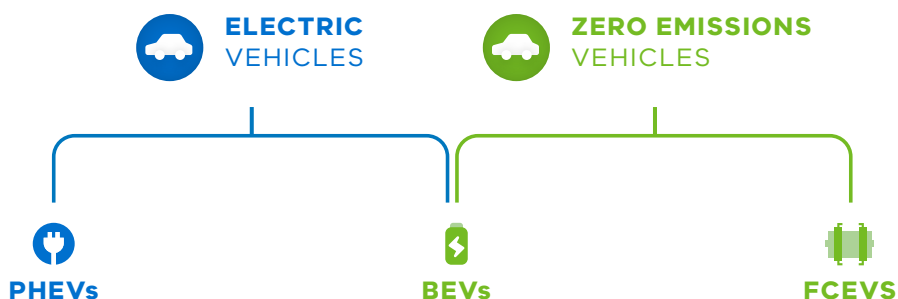 ELECTRIC
VEHICLES
ZERO EMISSIONS
VEHICLES
PHEVs
BEVs
FCEVS